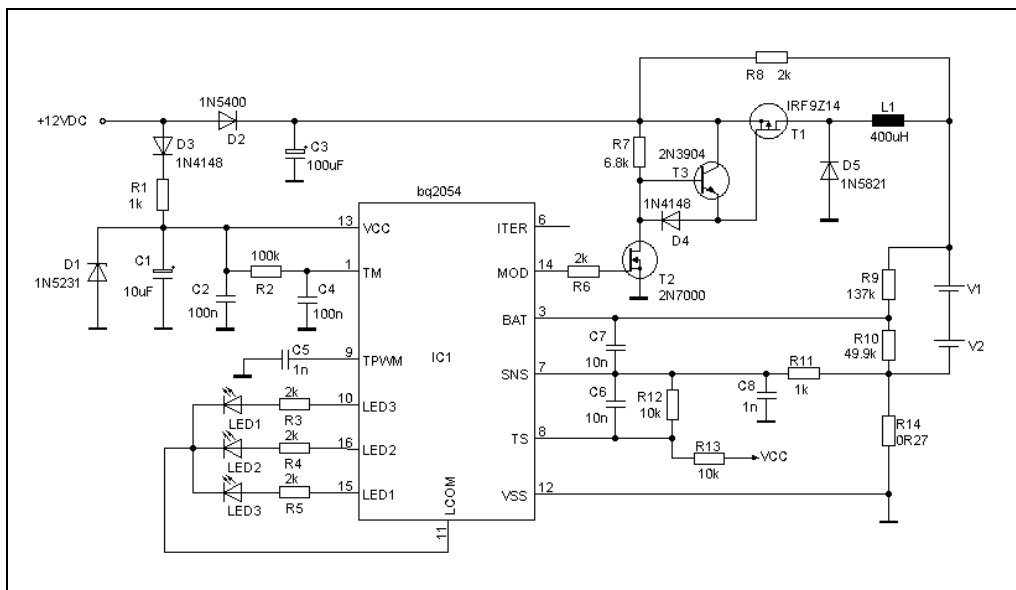 R8 2k
1N5400
IRF9Z14
L1
+12VDC
D3
D2
C3
R7
2N3904
T1
400uH
1N4148
100uF
6.8k
T3
D5
R1
1k
bq2054
1N4148
1N5821
13 VCC
ITER 6
D4
D1
C1
100k
1 TM
MOD 14
2k
T2
R9
1N5231
10uF
C2
R2
C4
R6
2N7000
137k
V1
100n
100n
BAT 3
C5
9 TPWM
IC1
C7
R10
V2
1n
10n
49.9k
SNS 7
R11
2k
10 LED3
C6
R12
C8
1k
LED1
R3
10n
10k
1n
R14
2k
16 LED2
TS 8
R13
VCC
0R27
LED2
R4
10k
2k
15 LED1
VSS 12
LED3
R5
LCOM
11